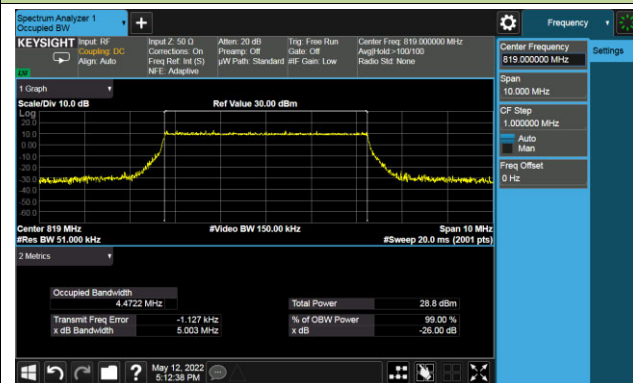 Spectrum Analyzer 1
Occupied BW
Frequency
KEYSIGHT
Input: RF
Coupling: DC
Align: Auto
Input Z: 50 Ω
Corrections: On
Freq Ref: Int (S)
NFE: Adaptive
Atten: 20 dB
Preamp: Off
µW Path: Standard
Trig: Free Run
Gate: Off
#IF Gain: Low
Center Freq: 819.000000 MHz
Avg|Hold:>100/100
Radio Std: None
Center Frequency
819.000000 MHz
Settings
Span
10.000 MHz
CF Step
1.000000 MHz
Auto
Man
Freq Offset
0 Hz
1 Graph
Scale/Div 10.0 dB
Ref Value 30.00 dBm
Log
20.0
10.0
0.00
-10.0
-20.0
-30.0
-40.0
-50.0
-60.0
Center 819 MHz
#Video BW 150.00 kHz
Span 10 MHz
#Res BW 51.000 kHz
#Sweep 20.0 ms (2001 pts)
2 Metrics
Occupied Bandwidth
4.4722 MHz
Total Power
28.8 dBm
Transmit Freq Error
-1.127 kHz
% of OBW Power
99.00 %
x dB Bandwidth
5.003 MHz
x dB
-26.00 dB
May 12, 2022
5:12:38 PM